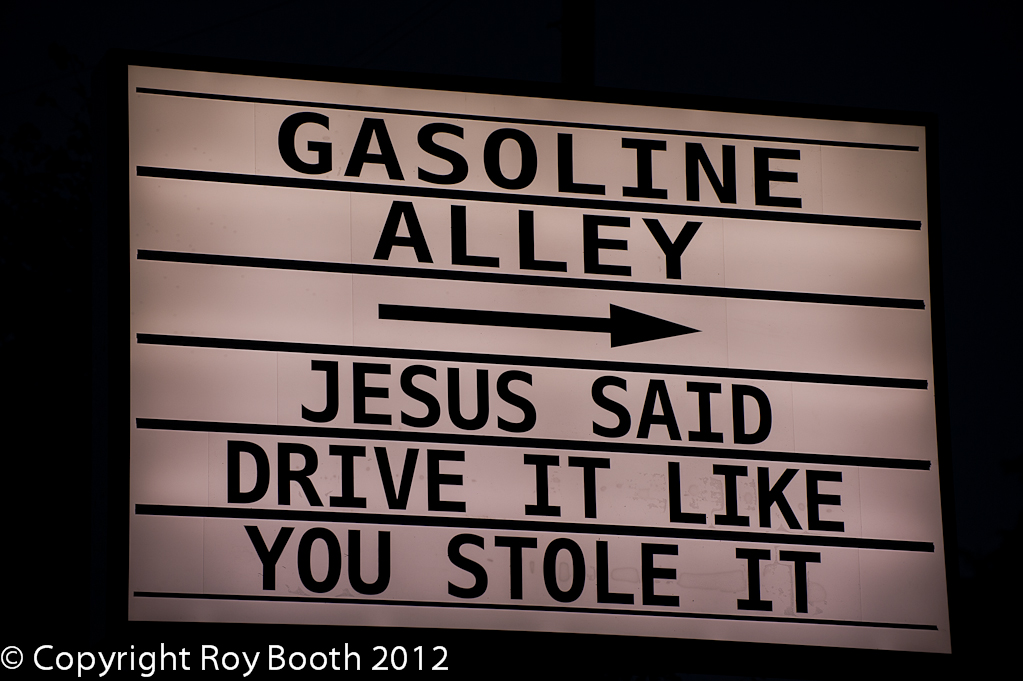 GASOLINE
ALLEY
JESUS SAID
DRIVE IT LIKE
YOU STOLE IT
© Copyright Roy Booth 2012